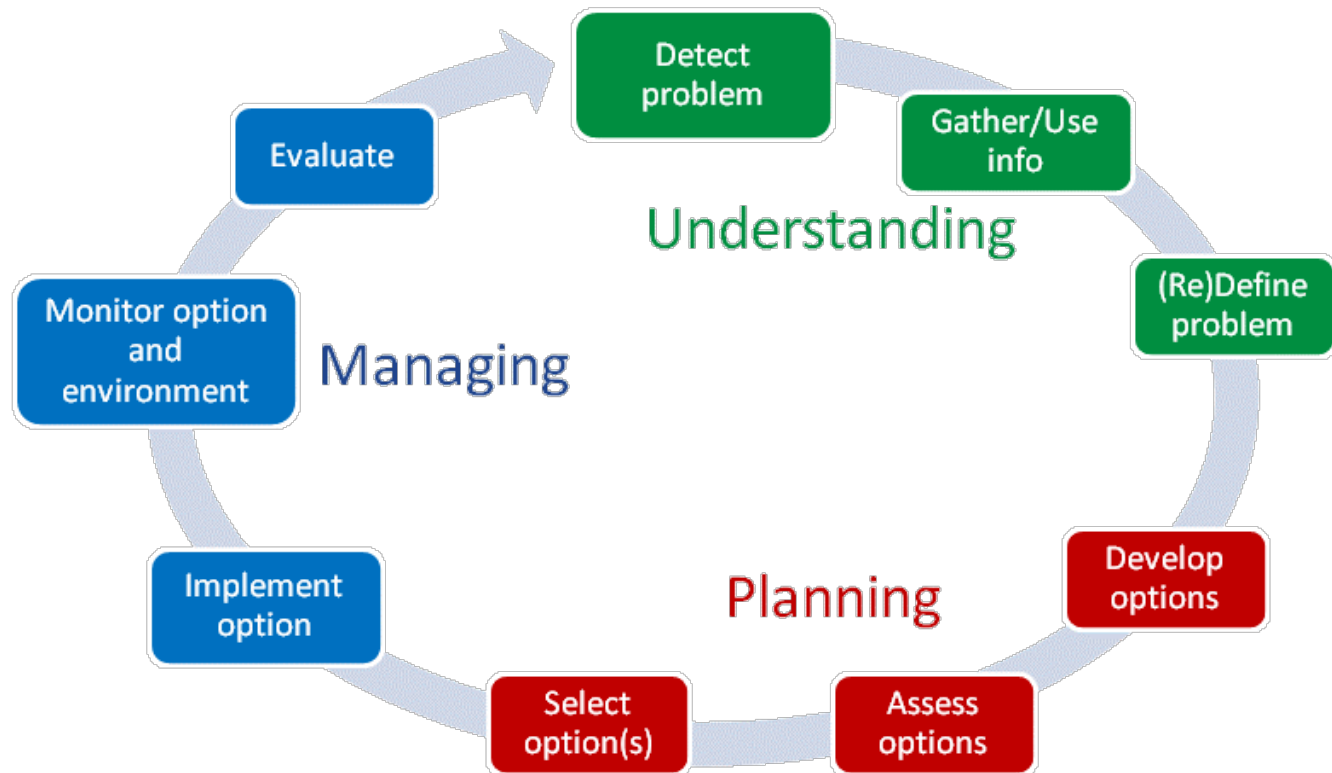 Detect
problem
Gather/Use
info
Understanding
(Re)Define
problem
Develop
options
Planning
Assess
options
Select
option(s)
Implement
option
Managing
Monitor option
and
environment
Evaluate